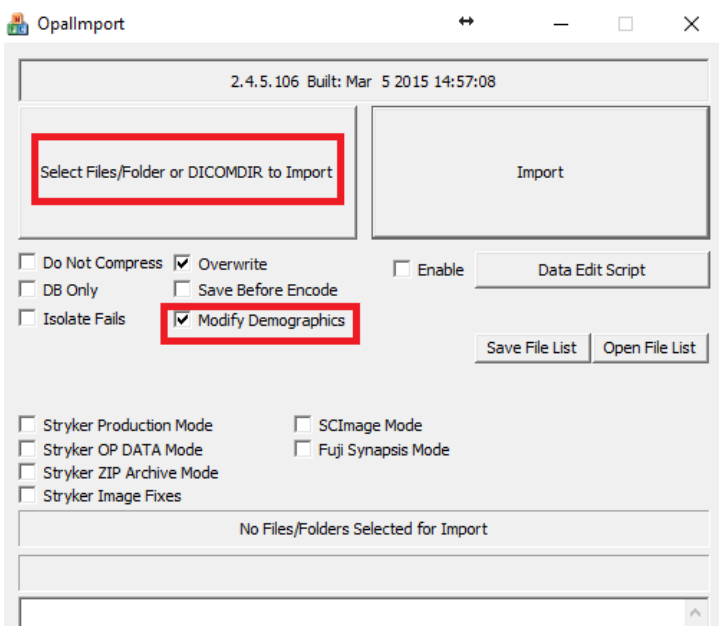 OpalImport
2.4.5.106 Built: Mar 5 2015 14:57:08
Select Files/Folder or DICOMDIR to Import
Import
Do Not Compress
Overwrite
Enable
Data Edit Script
DB Only
Save Before Encode
Isolate Fails
Modify Demographics
Save File List
Open File List
Stryker Production Mode
SCImage Mode
Stryker OP DATA Mode
Fuji Synapsis Mode
Stryker ZIP Archive Mode
Stryker Image Fixes
No Files/Folders Selected for Import